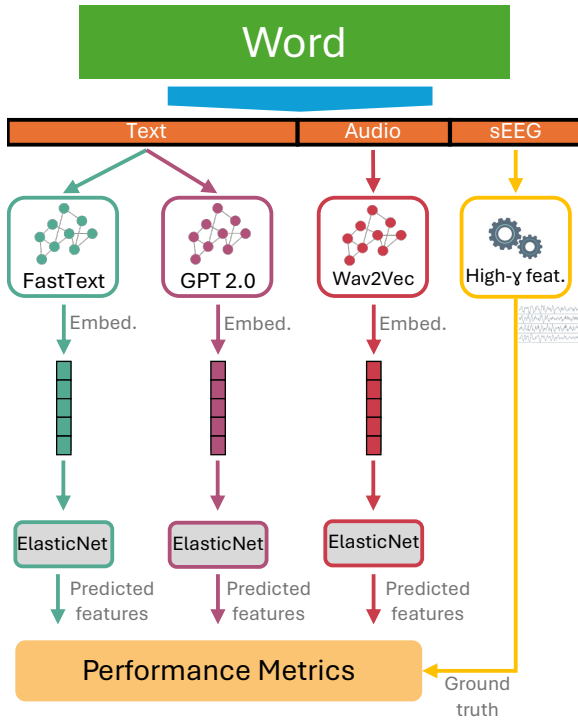 Word
Text Audio sEEG
FastText GPT 2.0 Wav2Vec High-ɣ feat.
Embed. Embed. Embed.
ElasticNet ElasticNet ElasticNet
Predicted features Predicted features Predicted features
Performance Metrics
Ground truth